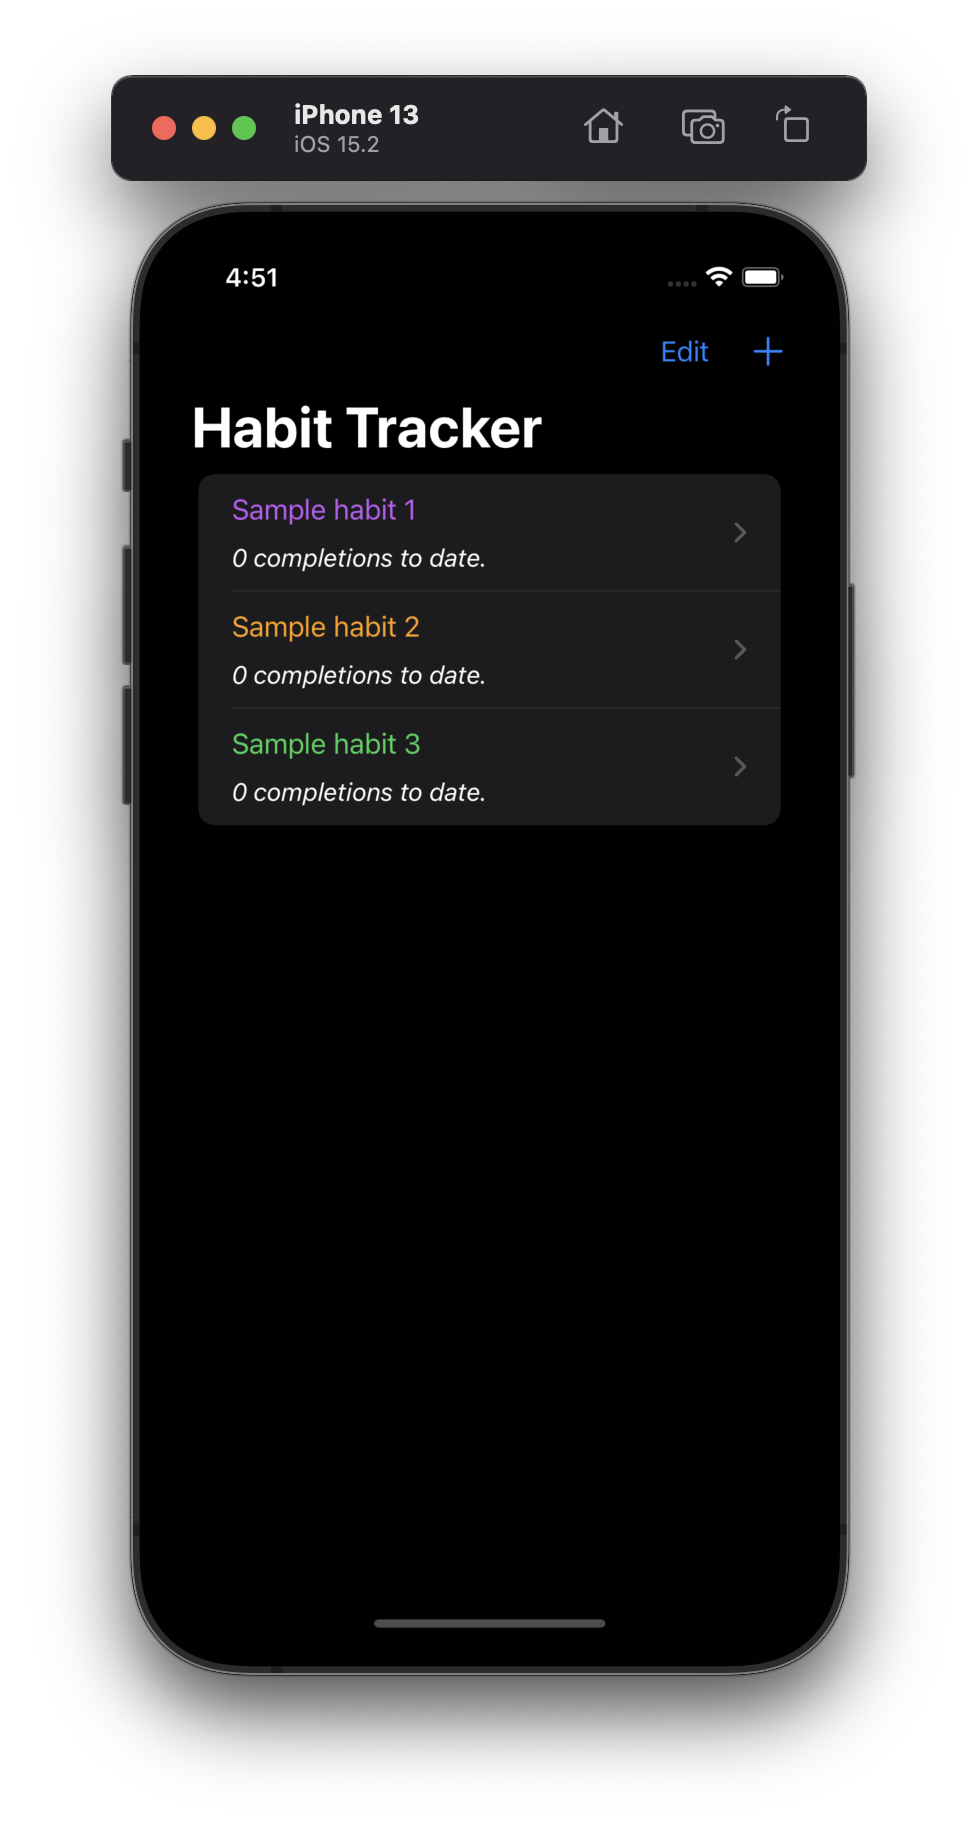 iPhone 13
iOS 15.2
4:51
Edit
Habit Tracker
Sample habit 1
0 completions to date.
Sample habit 2
0 completions to date.
Sample habit 3
0 completions to date.